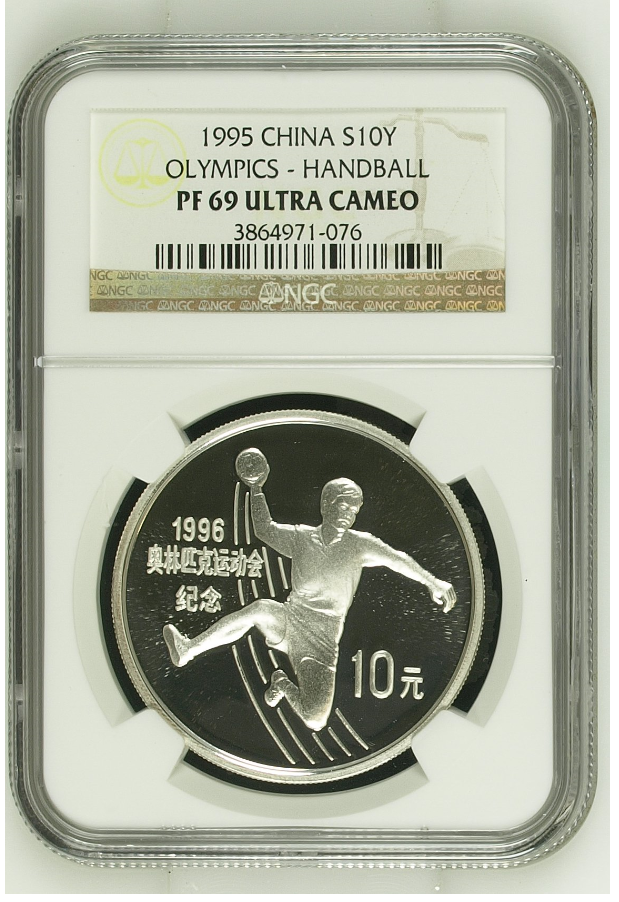 1995 CHINA S10Y
OLYMPICS - HANDBALL
PF 69 ULTRA CAMEO
3864971-076
NGC
1996
奥林匹克运动会
纪念
10元